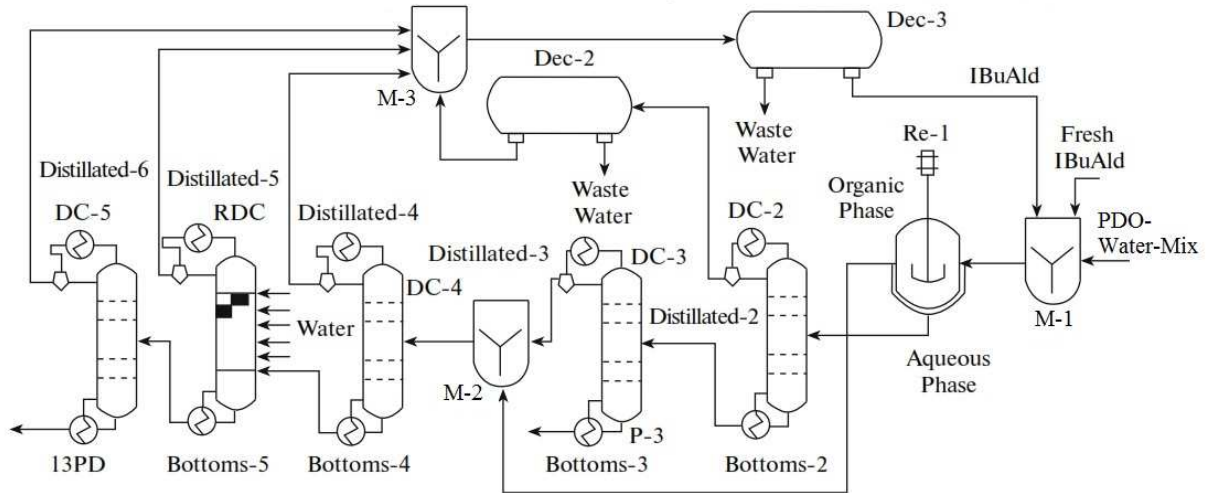 Dec-3
Dec-2
M-3
IBuAld
Waste
Water
Re-1
Fresh
IBuAld
Waste
Water
Organic
Phase
PDO-
Water-Mix
Distillated-6
Distillated-5
DC-5
RDC
Distillated-4
DC-2
Distillated-3
DC-3
DC-4
Distillated-2
Water
M-1
M-2
Aqueous
Phase
P-3
13PD
Bottoms-5
Bottoms-4
Bottoms-3
Bottoms-2